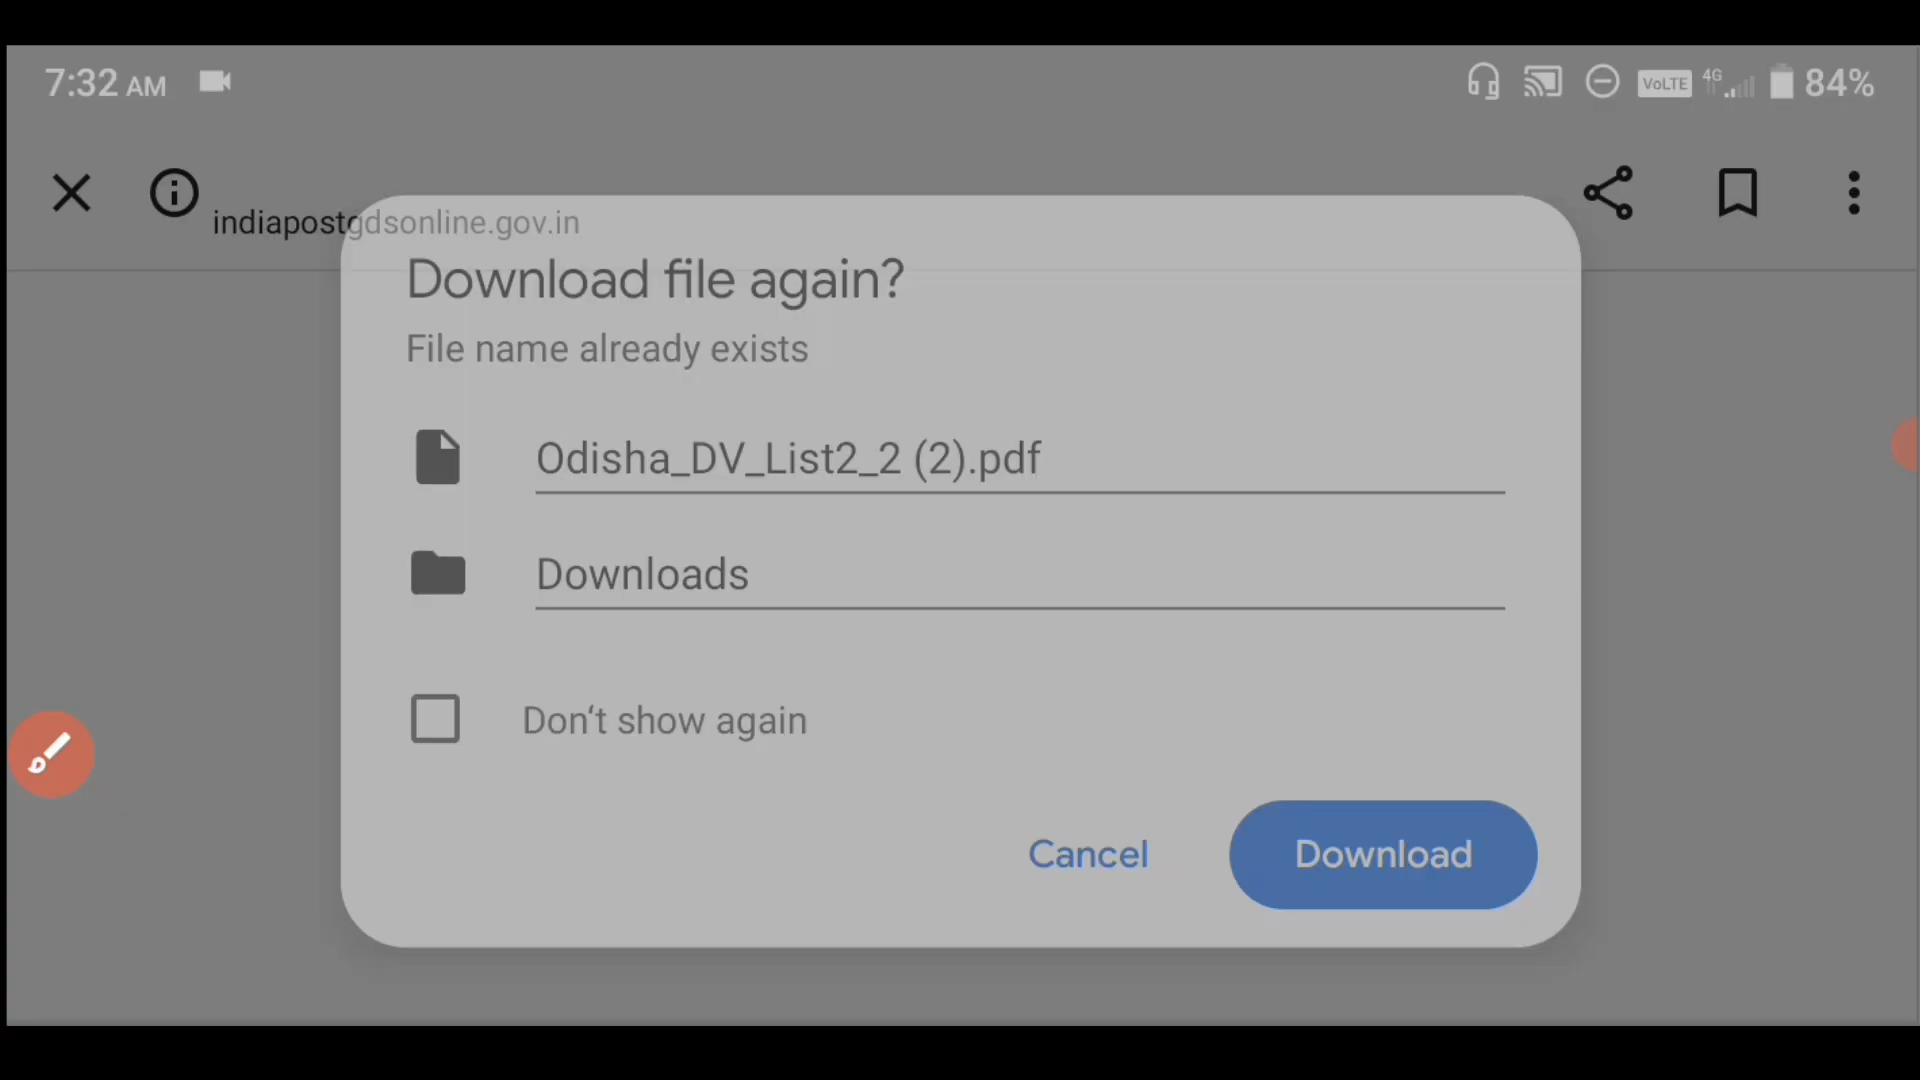 7:32 AM
VoLTE 4G 84%
indiapostgdsonline.gov.in
Download file again?
File name already exists
Odisha_DV_List2_2 (2).pdf
Downloads
Don't show again
Cancel Download